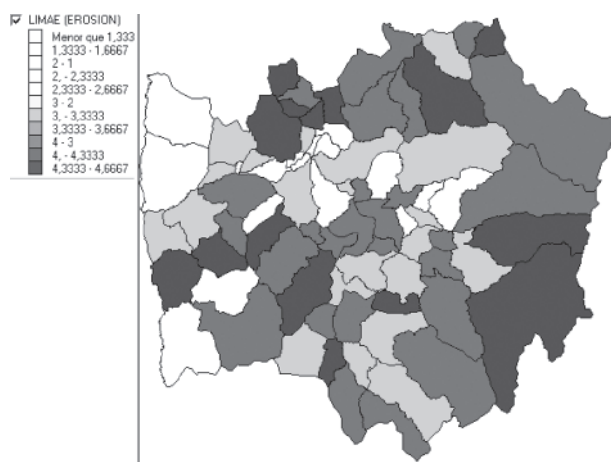 LIMAE (EROSION)
Menor que 1,333
1,3333 - 1,6667
2 - 1
2, - 2,3333
2,3333 - 2,6667
3 - 2
3, - 3,3333
3,3333 - 3,6667
4 - 3
4, - 4,3333
4,3333 - 4,6667